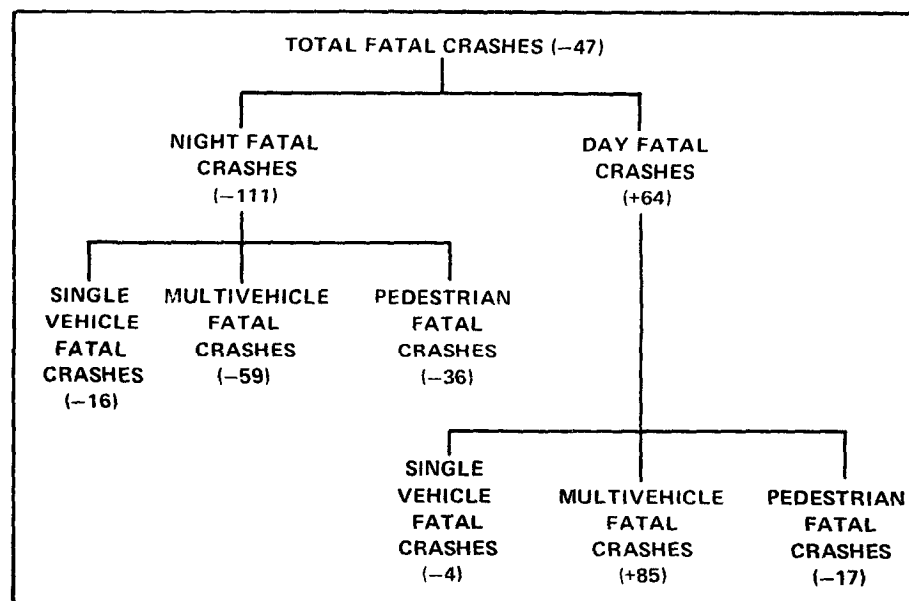 TOTAL FATAL CRASHES (−47)
NIGHT FATAL
CRASHES
(−111)
DAY FATAL
CRASHES
(+64)
SINGLE
VEHICLE
FATAL
CRASHES
(−16)
MULTIVEHICLE
FATAL
CRASHES
(−59)
PEDESTRIAN
FATAL
CRASHES
(−36)
SINGLE
VEHICLE
FATAL
CRASHES
(−4)
MULTIVEHICLE
FATAL
CRASHES
(+85)
PEDESTRIAN
FATAL
CRASHES
(−17)